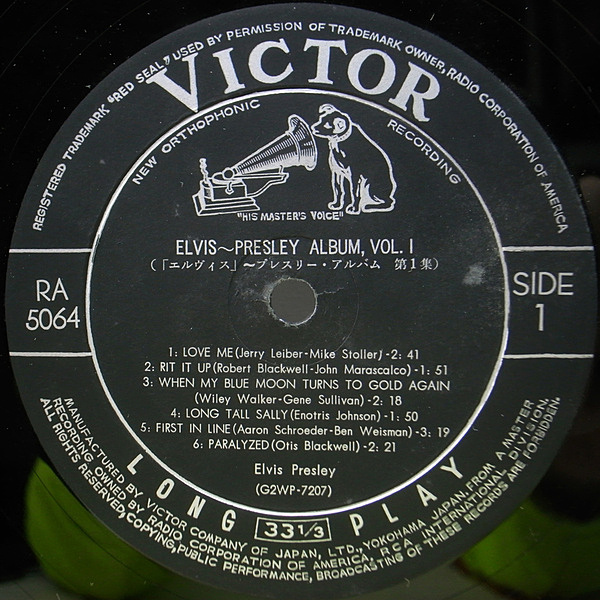 REGISTERED TRADEMARK "RED SEAL" USED BY PERMISSION OF TRADEMARK OWNER, RADIO CORPORATION OF AMERICA
VICTOR
NEW ORTHOPHONIC RECORDING
"HIS MASTER'S VOICE"
ELVIS~PRESLEY ALBUM, VOL. I
(「エルヴィス」~プレスリー・アルバム 第1集)
RA
5064
SIDE
1
1: LOVE ME (Jerry Leiber-Mike Stoller)-2: 41
2: RIT IT UP (Robert Blackwell-John Marascalco)-1: 51
3: WHEN MY BLUE MOON TURNS TO GOLD AGAIN
(Wiley Walker-Gene Sullivan)-2: 18
4: LONG TALL SALLY (Enotris Johnson)-1: 50
5: FIRST IN LINE (Aaron Schroeder-Ben Weisman)-3: 19
6: PARALYZED (Otis Blackwell)-2: 21
Elvis Presley
(G2WP-7207)
LONG 33 1/3 PLAY
MANUFACTURED BY VICTOR COMPANY OF JAPAN, LTD., YOKOHAMA, JAPAN, FROM A MASTER
RECORDING OWNED BY RADIO CORPORATION OF AMERICA, RCA INTERNATIONAL DIVISION.
ALL RIGHTS RESERVED, COPYING, PUBLIC PERFORMANCE, BROADCASTING OF THESE RECORDS ARE FORBIDDEN.